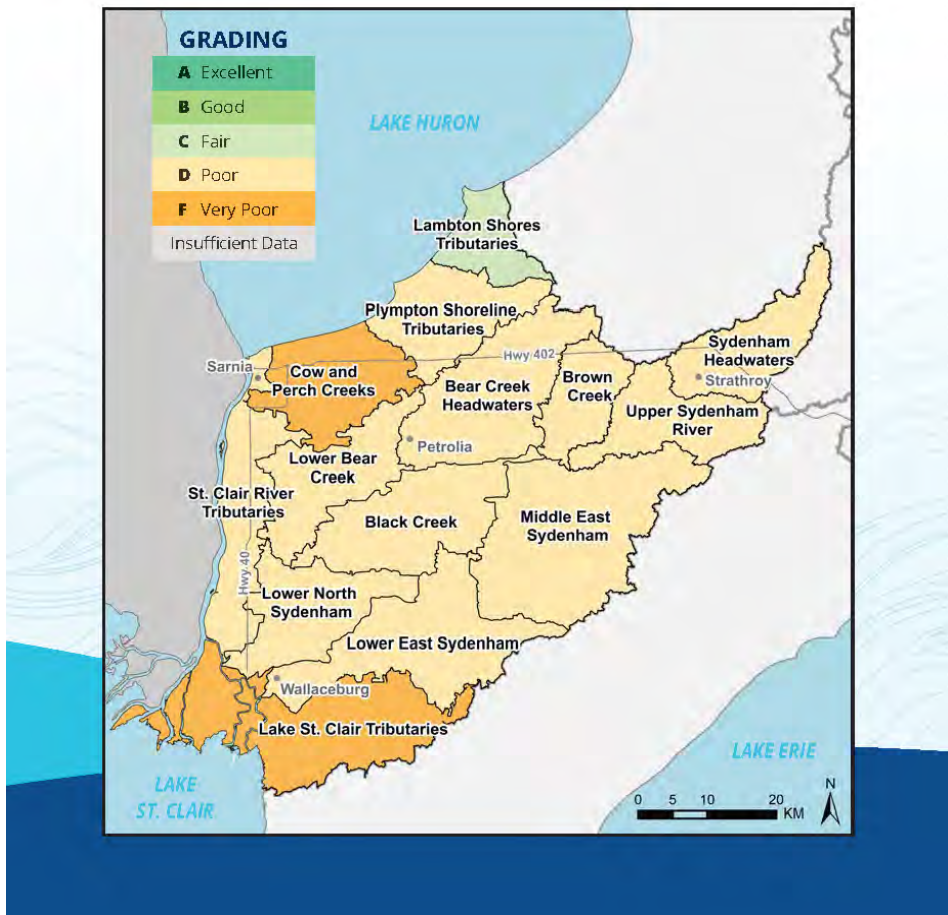 GRADING
A Excellent
B Good
C Fair
D Poor
F Very Poor
Insufficient Data
LAKE HURON
Lambton Shores
Tributaries
Plympton Shoreline
Tributaries
Sydenham
Headwaters
Hwy 402
Sarnia
Cow and
Perch Creeks
Bear Creek
Headwaters
Brown
Creek
Strathroy
Upper Sydenham
River
Petrolia
Lower Bear
Creek
St. Clair River
Tributaries
Black Creek
Middle East
Sydenham
Hwy 40
Lower North
Sydenham
Lower East Sydenham
Wallaceburg
Lake St. Clair Tributaries
LAKE ERIE
LAKE
ST. CLAIR
N
0 5 10 20
KM